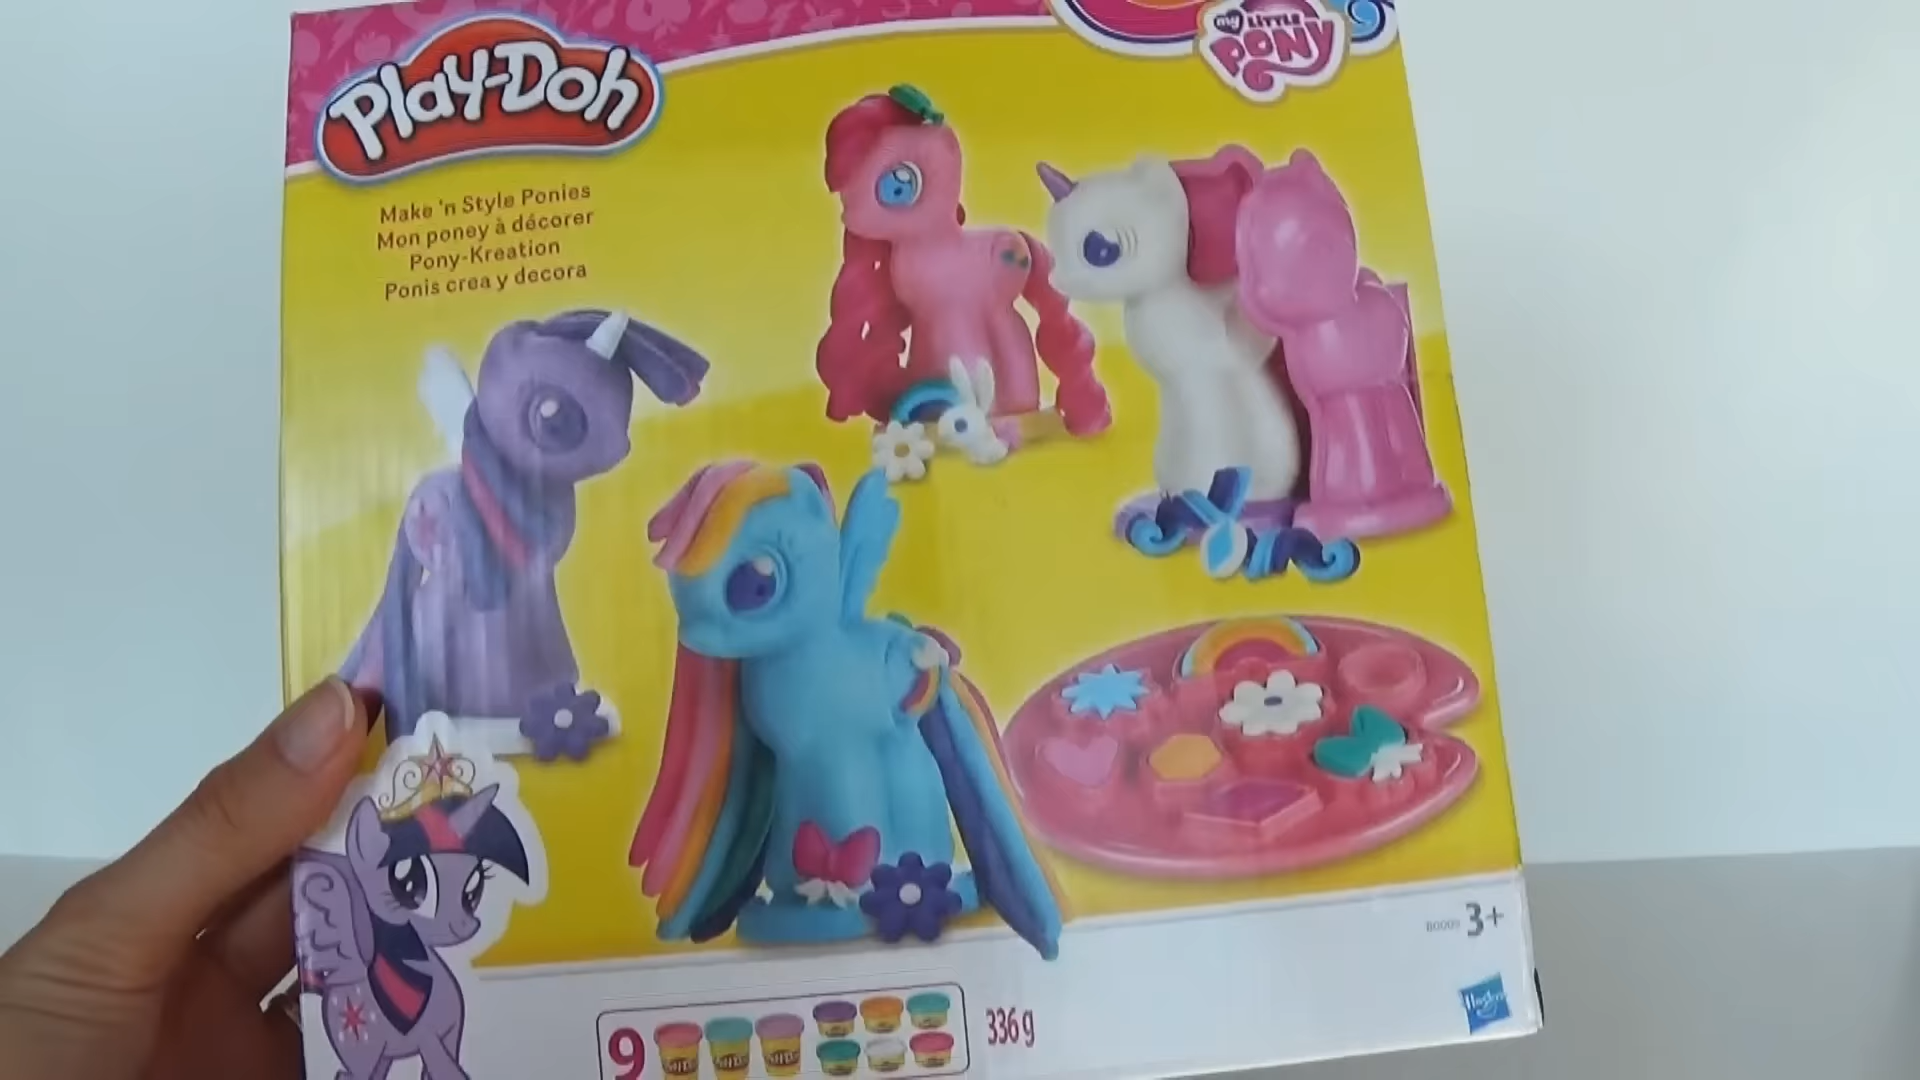 PLAY-DOH
my LITTLE PONY
Make 'n Style Ponies
Mon poney à décorer
Pony-Kreation
Ponis crea y decora
B0009 3+
Hasbro
9
336 g